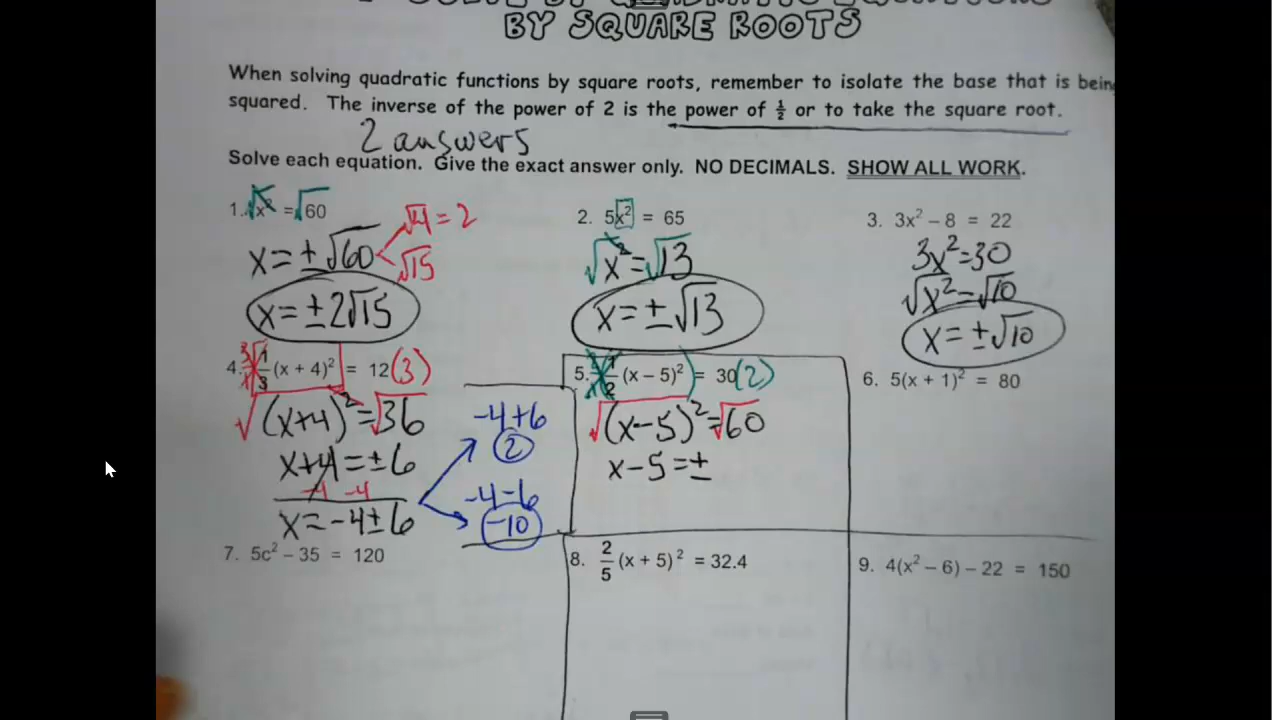 BY SQUARE ROOTS
When solving quadratic functions by square roots, remember to isolate the base that is being
squared. The inverse of the power of 2 is the power of ½ or to take the square root.
2 answers
Solve each equation. Give the exact answer only. NO DECIMALS. SHOW ALL WORK.
1. √x² = √60
x = ±√60
√4 = 2
√15
x = ±2√15
2. 5x² = 65
√x² = √13
x = ±√13
3. 3x² – 8 = 22
3x² = 30
√x² = √10
x = ±√10
4. 3/1 · 1/3 (x + 4)² = 12(3)
√(x+4)² = √36
x+4 = ±6
-4 -4
x = -4 ± 6
-4+6
2
-4-6
-10
5. 1/2 (x – 5)² = 30(2)
√(x-5)² = √60
x-5 = ±
6. 5(x + 1)² = 80
7. 5c² – 35 = 120
8. 2/5 (x + 5)² = 32.4
9. 4(x² – 6) – 22 = 150